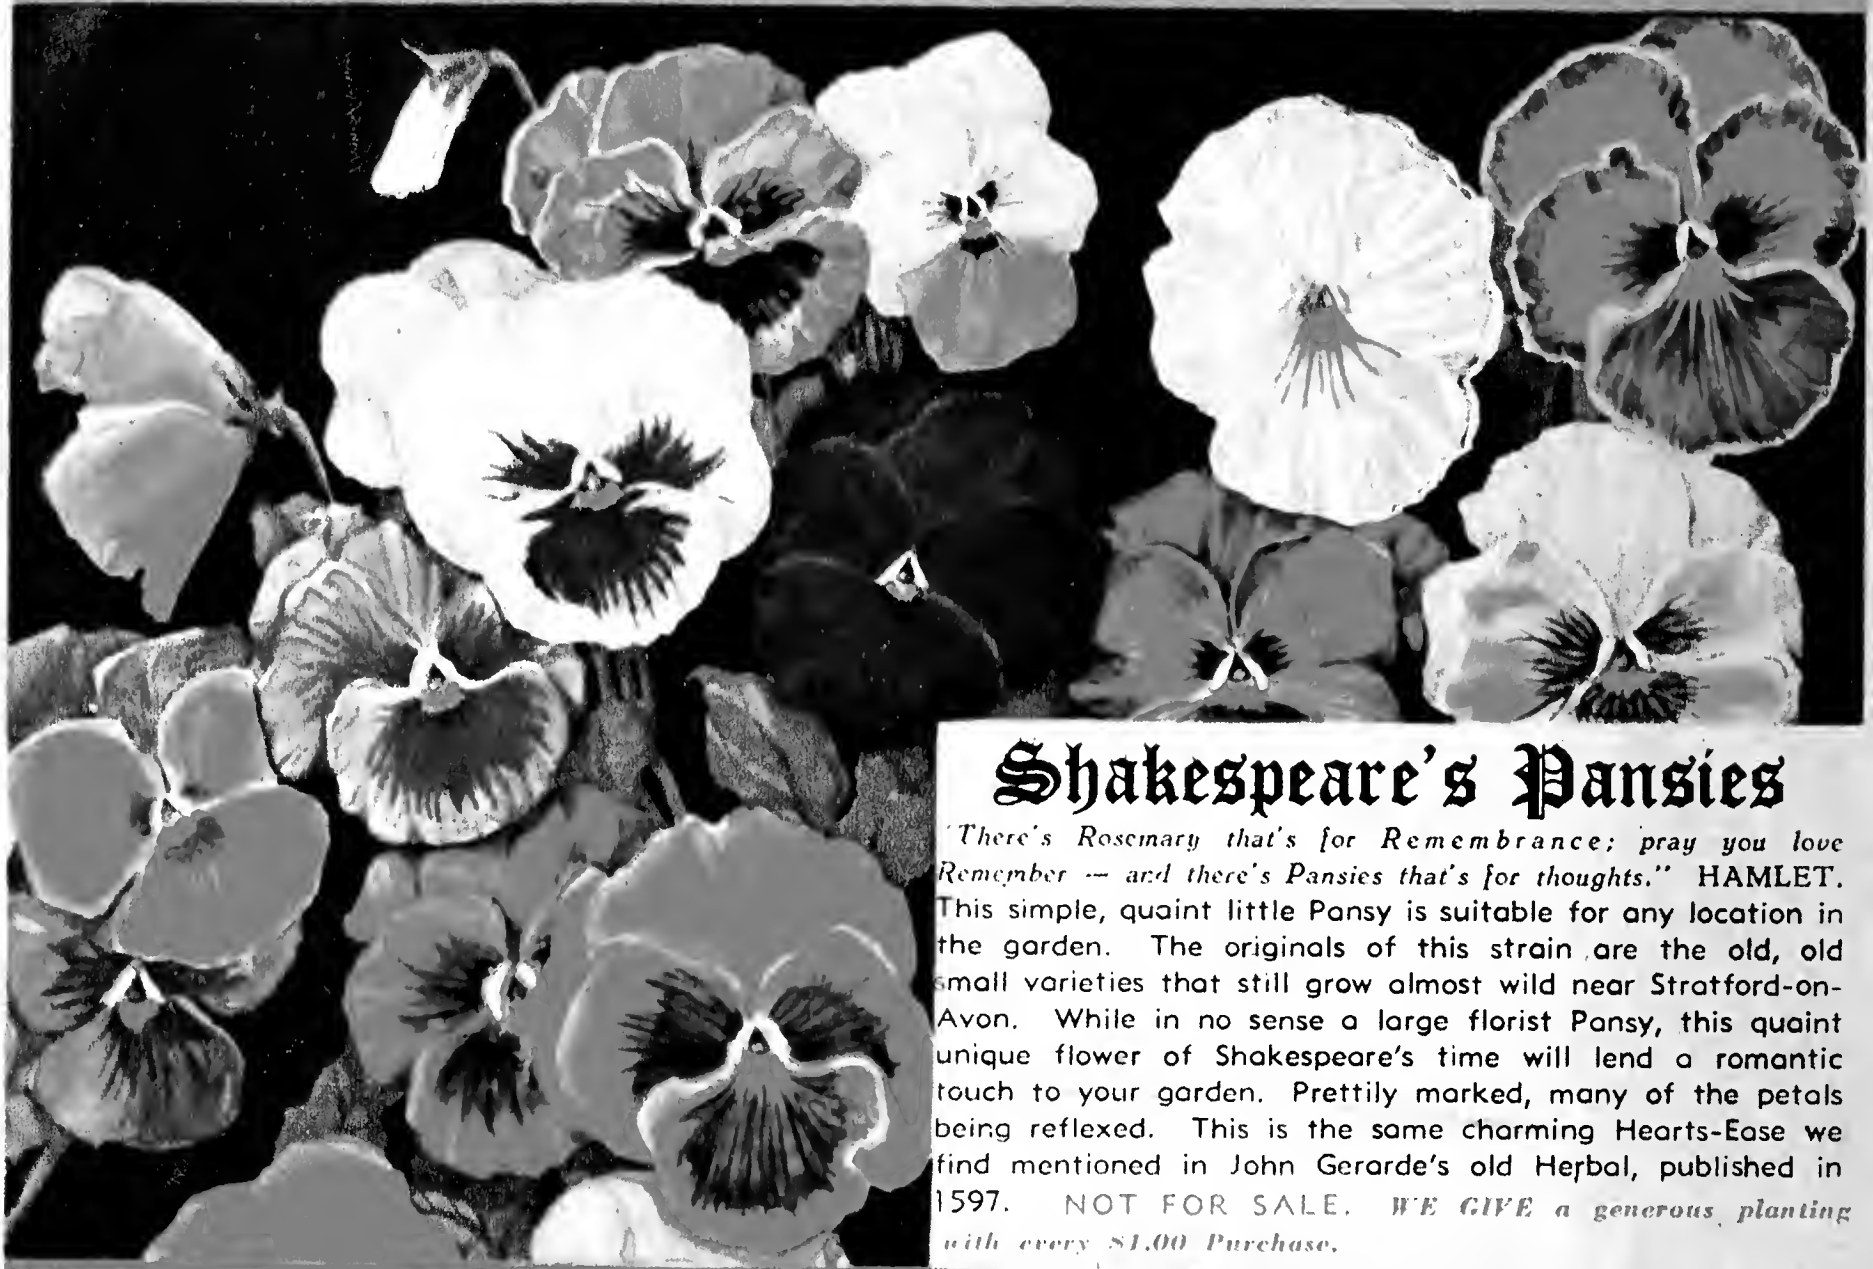 Shakespeare's Pansies
"There's Rosemary that's for Remembrance; pray you love
Remember -- and there's Pansies that's for thoughts." HAMLET.
This simple, quaint little Pansy is suitable for any location in
the garden. The originals of this strain are the old, old
small varieties that still grow almost wild near Stratford-on-
Avon. While in no sense a large florist Pansy, this quaint
unique flower of Shakespeare's time will lend a romantic
touch to your garden. Prettily marked, many of the petals
being reflexed. This is the same charming Hearts-Ease we
find mentioned in John Gerarde's old Herbal, published in
1597. NOT FOR SALE. WE GIVE a generous planting
with every $1.00 Purchase.